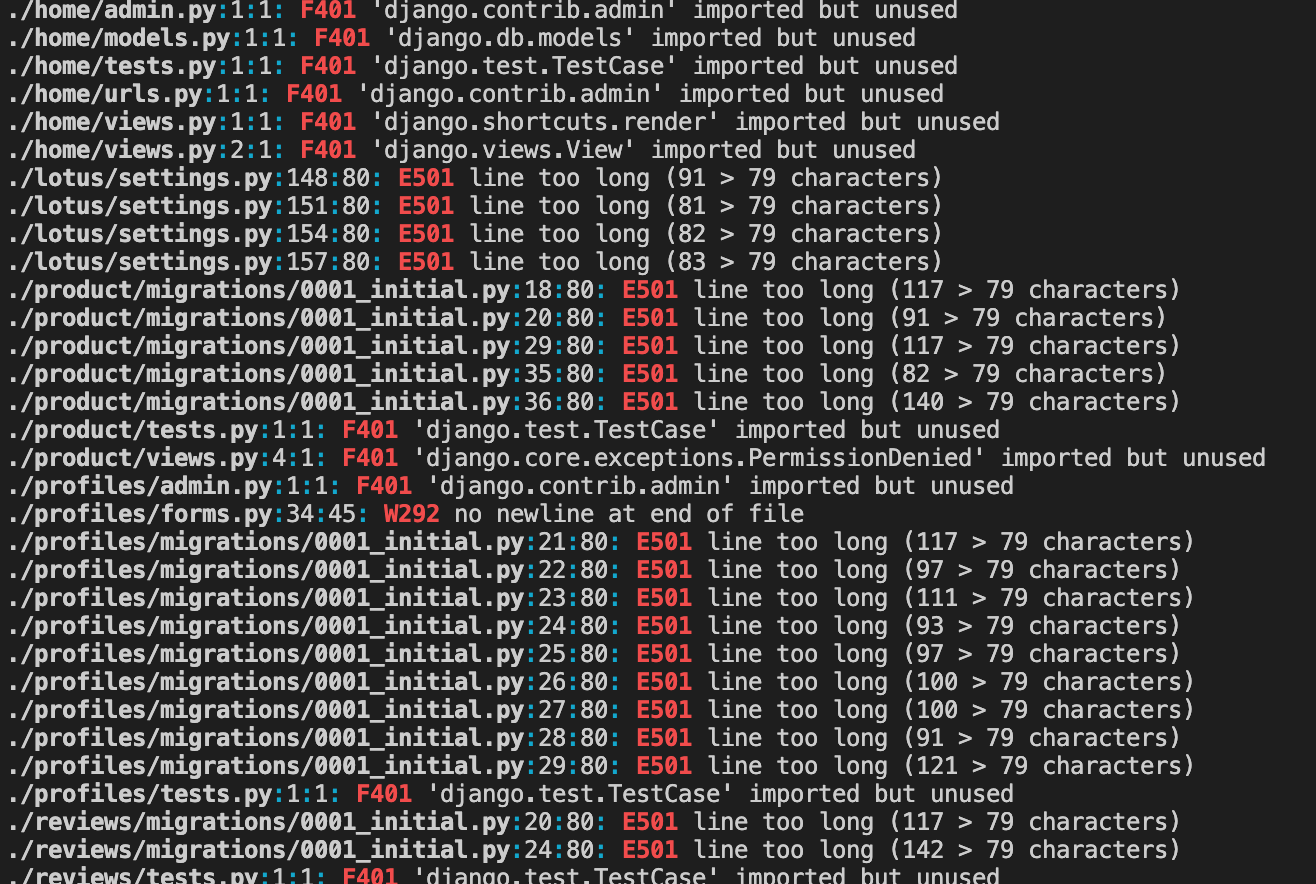 ./home/admin.py:1:1: F401 'django.contrib.admin' imported but unused
./home/models.py:1:1: F401 'django.db.models' imported but unused
./home/tests.py:1:1: F401 'django.test.TestCase' imported but unused
./home/urls.py:1:1: F401 'django.contrib.admin' imported but unused
./home/views.py:1:1: F401 'django.shortcuts.render' imported but unused
./home/views.py:2:1: F401 'django.views.View' imported but unused
./lotus/settings.py:148:80: E501 line too long (91 > 79 characters)
./lotus/settings.py:151:80: E501 line too long (81 > 79 characters)
./lotus/settings.py:154:80: E501 line too long (82 > 79 characters)
./lotus/settings.py:157:80: E501 line too long (83 > 79 characters)
./product/migrations/0001_initial.py:18:80: E501 line too long (117 > 79 characters)
./product/migrations/0001_initial.py:20:80: E501 line too long (91 > 79 characters)
./product/migrations/0001_initial.py:29:80: E501 line too long (117 > 79 characters)
./product/migrations/0001_initial.py:35:80: E501 line too long (82 > 79 characters)
./product/migrations/0001_initial.py:36:80: E501 line too long (140 > 79 characters)
./product/tests.py:1:1: F401 'django.test.TestCase' imported but unused
./product/views.py:4:1: F401 'django.core.exceptions.PermissionDenied' imported but unused
./profiles/admin.py:1:1: F401 'django.contrib.admin' imported but unused
./profiles/forms.py:34:45: W292 no newline at end of file
./profiles/migrations/0001_initial.py:21:80: E501 line too long (117 > 79 characters)
./profiles/migrations/0001_initial.py:22:80: E501 line too long (97 > 79 characters)
./profiles/migrations/0001_initial.py:23:80: E501 line too long (111 > 79 characters)
./profiles/migrations/0001_initial.py:24:80: E501 line too long (93 > 79 characters)
./profiles/migrations/0001_initial.py:25:80: E501 line too long (97 > 79 characters)
./profiles/migrations/0001_initial.py:26:80: E501 line too long (100 > 79 characters)
./profiles/migrations/0001_initial.py:27:80: E501 line too long (100 > 79 characters)
./profiles/migrations/0001_initial.py:28:80: E501 line too long (91 > 79 characters)
./profiles/migrations/0001_initial.py:29:80: E501 line too long (121 > 79 characters)
./profiles/tests.py:1:1: F401 'django.test.TestCase' imported but unused
./reviews/migrations/0001_initial.py:20:80: E501 line too long (117 > 79 characters)
./reviews/migrations/0001_initial.py:24:80: E501 line too long (142 > 79 characters)
./reviews/tests.py:1:1: F401 'django.test.TestCase' imported but unused